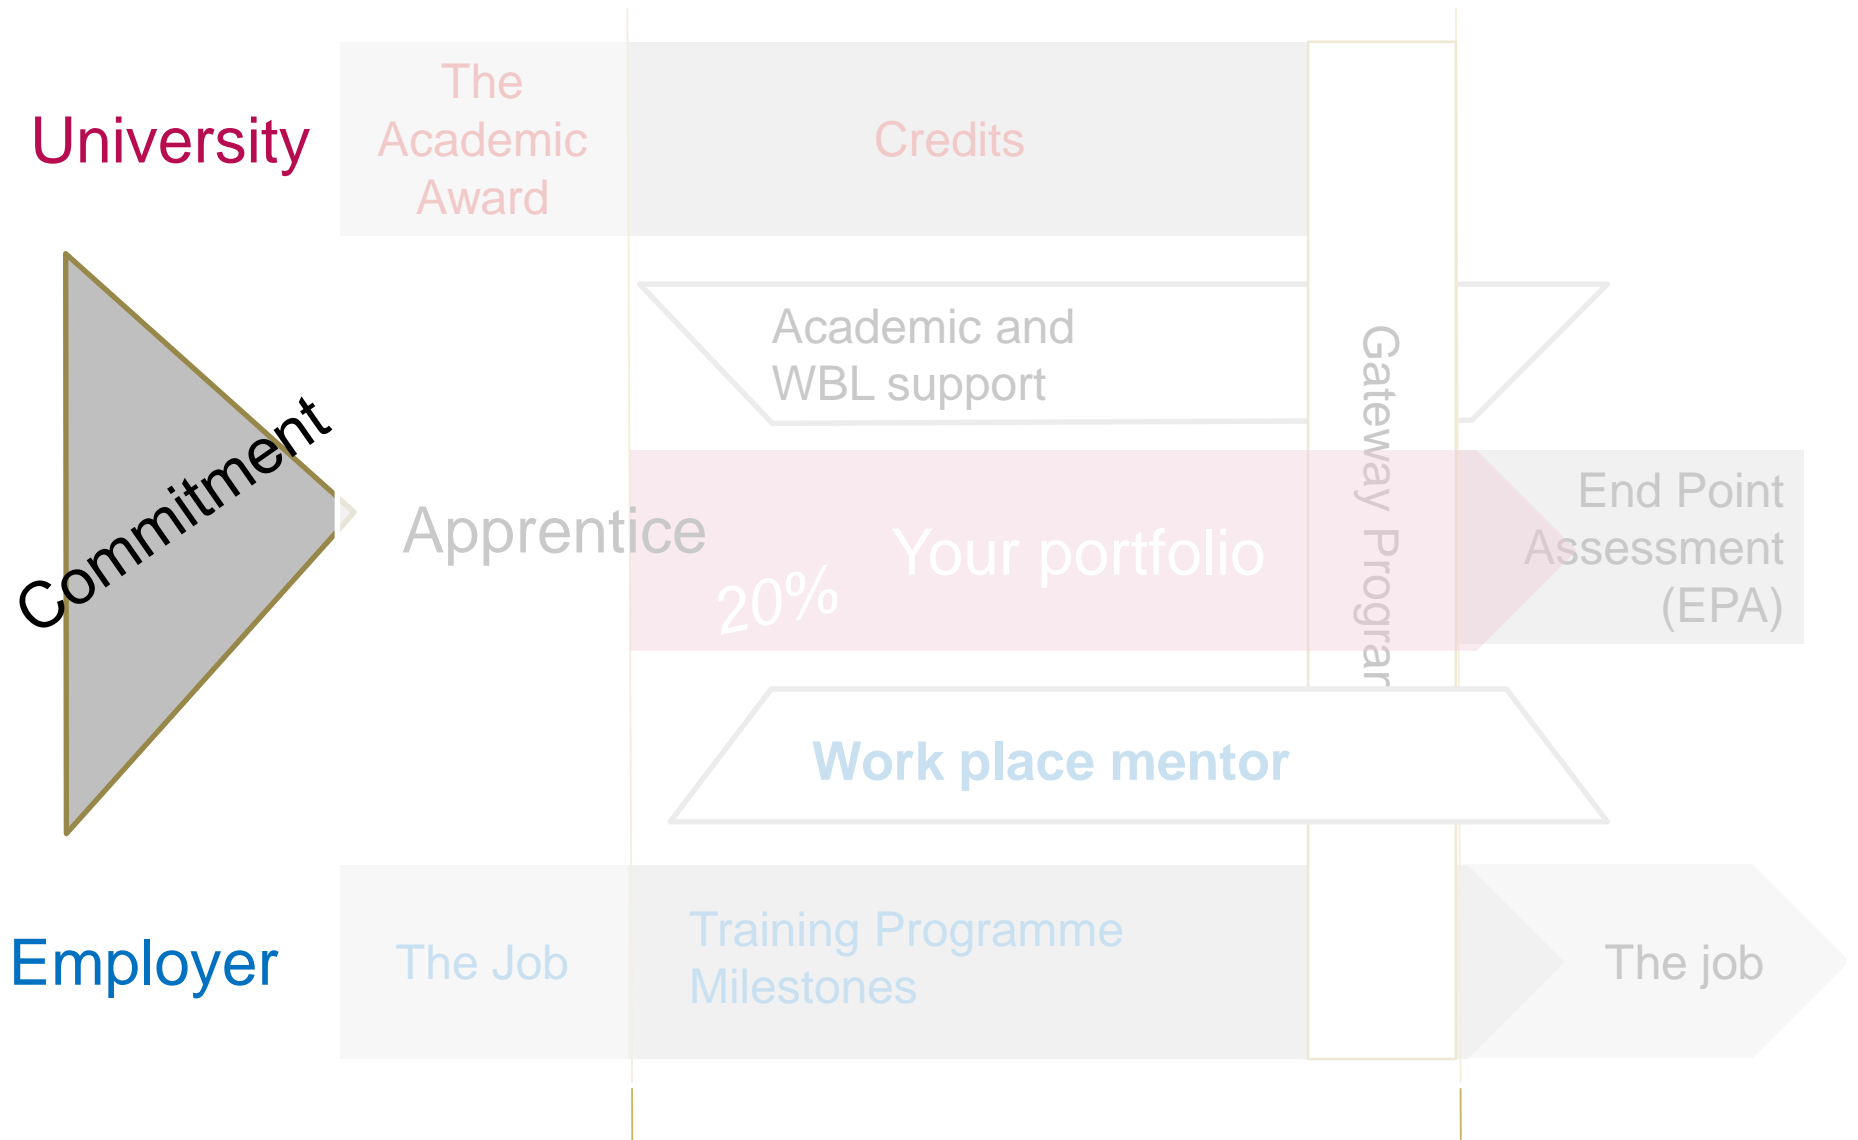 The
Academic
Award
University
Credits
Academic and
WBL support
Gateway Prograr
Commitment
Apprentice
Your portfolio
20%
End Point
Assessment
(EPA)
Work place mentor
Employer
The Job
Training Programme
Milestones
The job